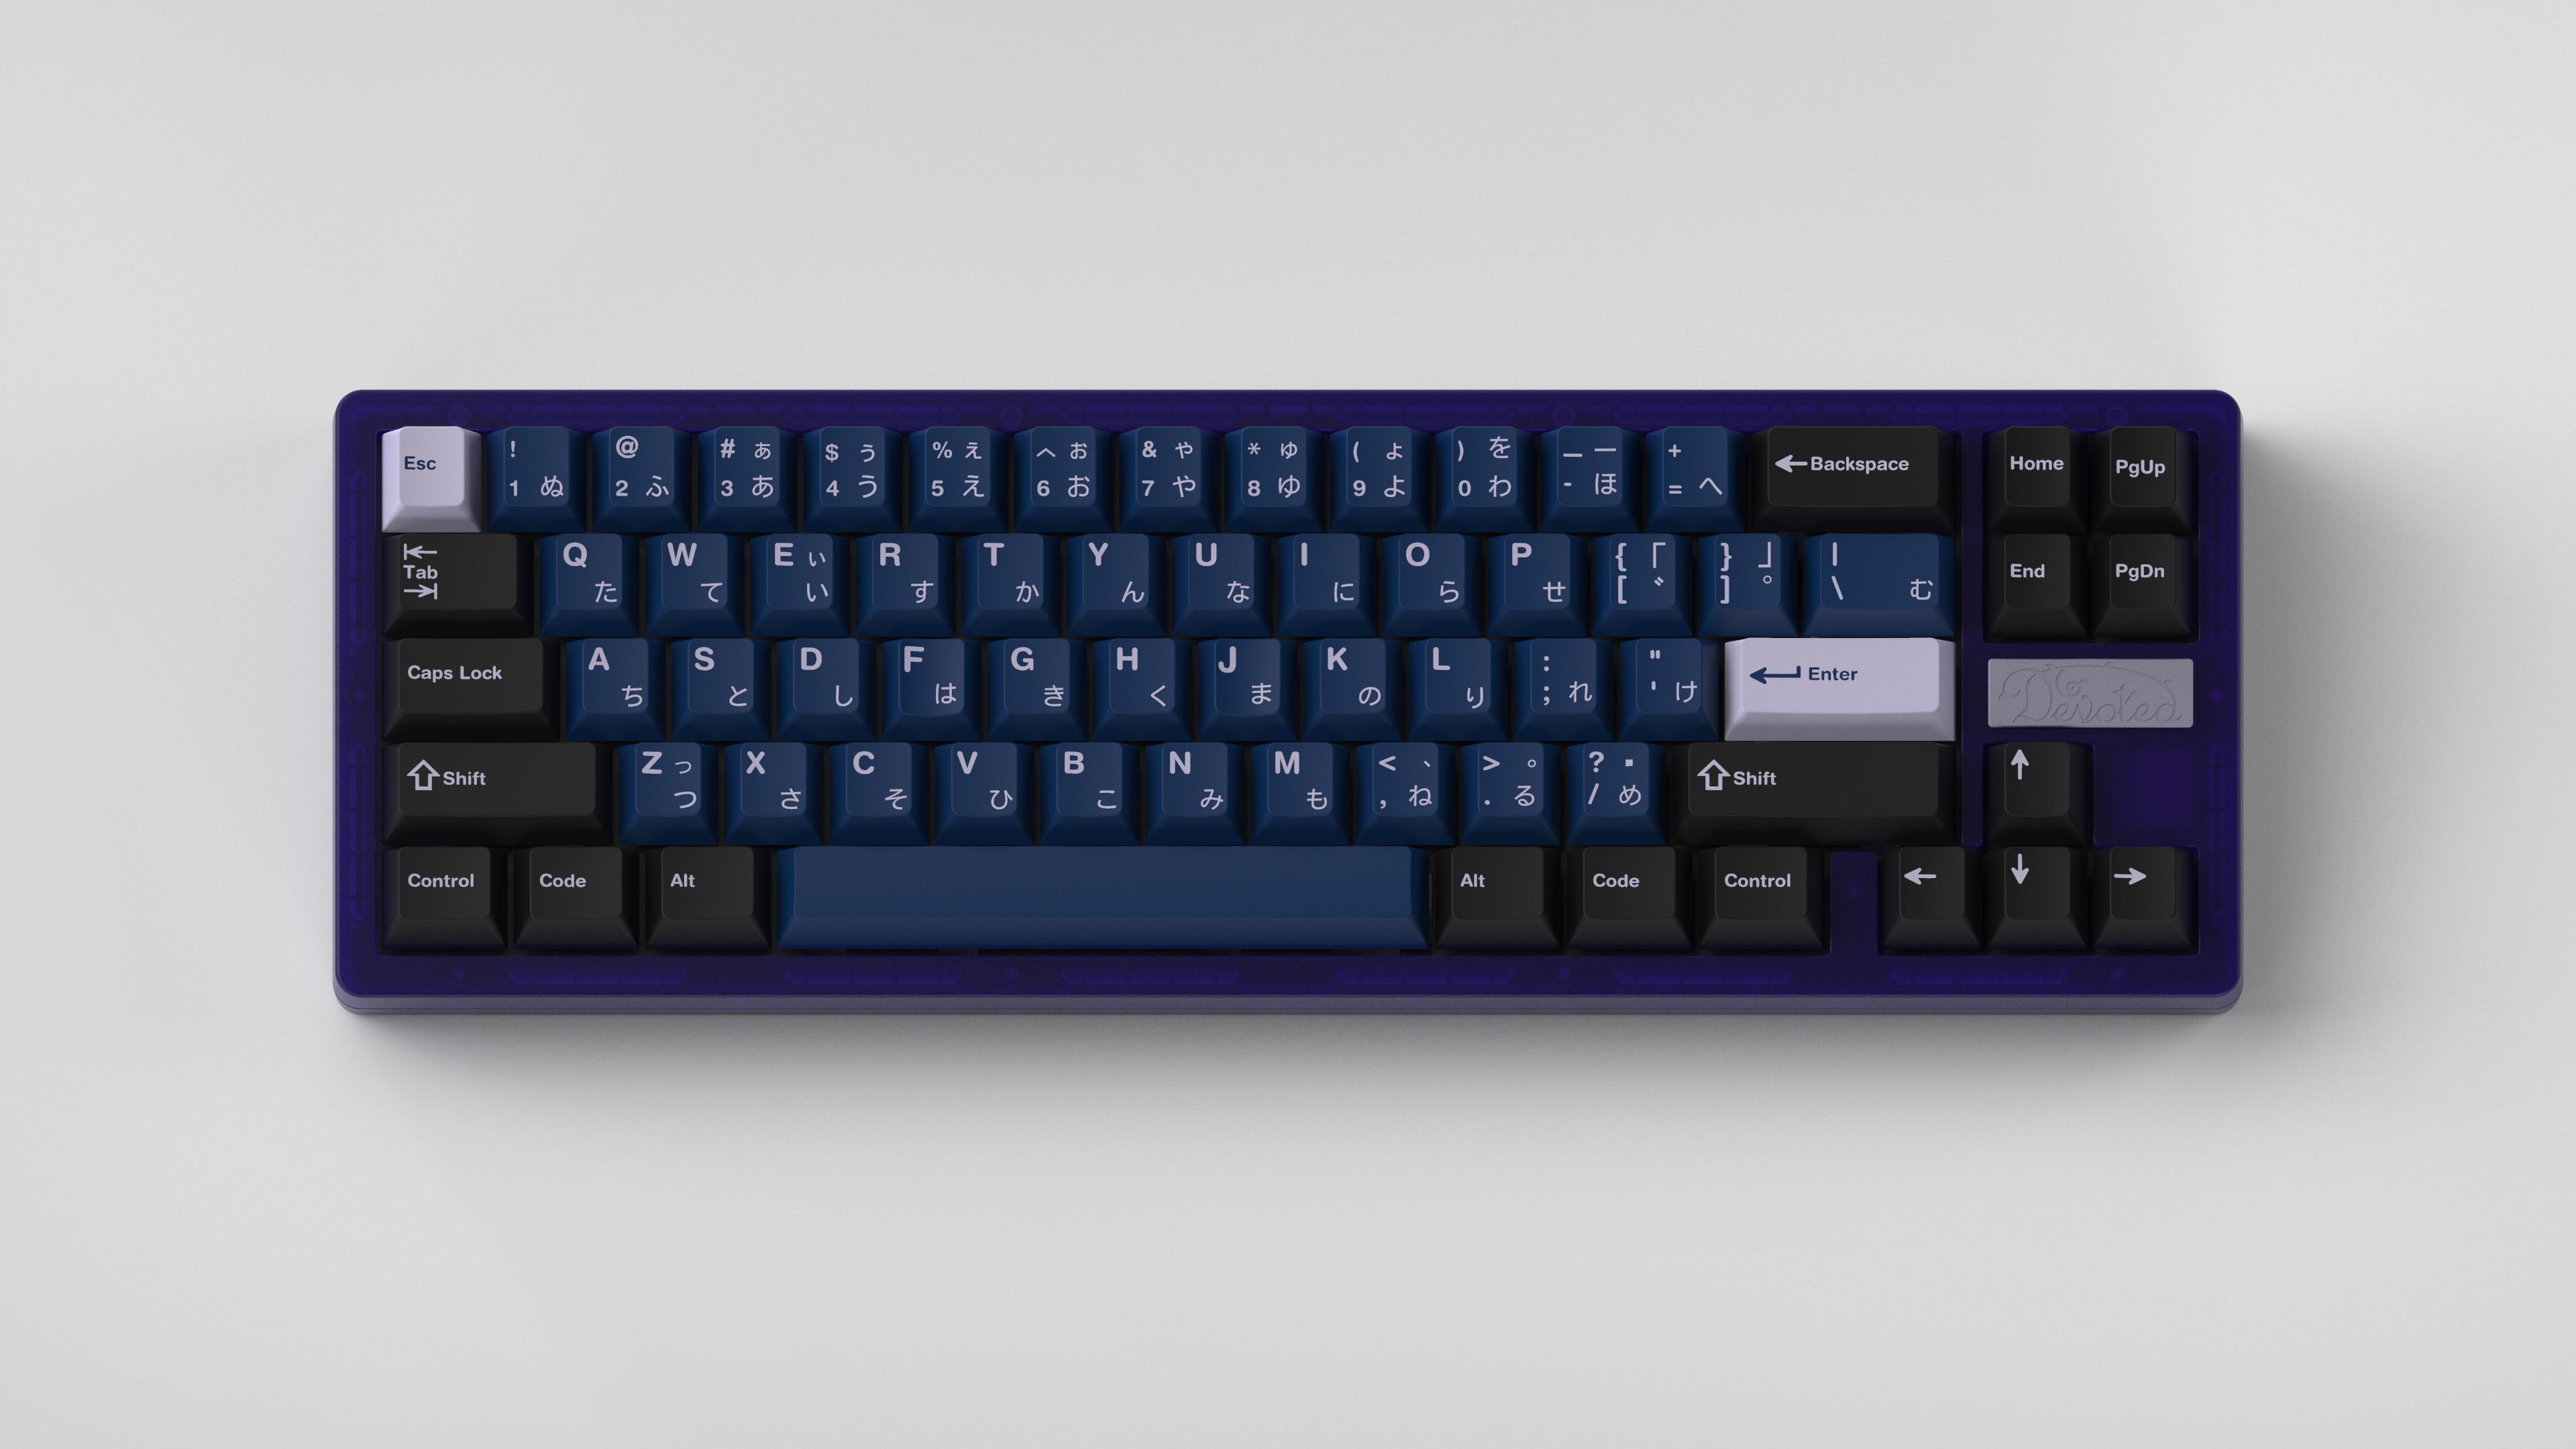 Esc ! 1 ぬ @ 2 ふ # ぁ 3 あ $ ぅ 4 う % ぇ 5 え ^ ぉ 6 お & ゃ 7 や * ゅ 8 ゆ ( ょ 9 よ ) を 0 わ _ ー - ほ + = へ ← Backspace Home PgUp
⇤ Tab ⇥ Q た W て E ぃ い R す T か Y ん U な I に O ら P せ { 「 [ ゛ } 」 ] ゜ | \ む End PgDn
Caps Lock A ち S と D し F は G き H く J ま K の L り : ; れ " ' け ↵ Enter Devoted
⇧ Shift Z っ つ X さ C そ V ひ B こ N み M も < 、 , ね > 。 . る ? ・ / め ⇧ Shift ↑
Control Code Alt Alt Code Control ← ↓ →